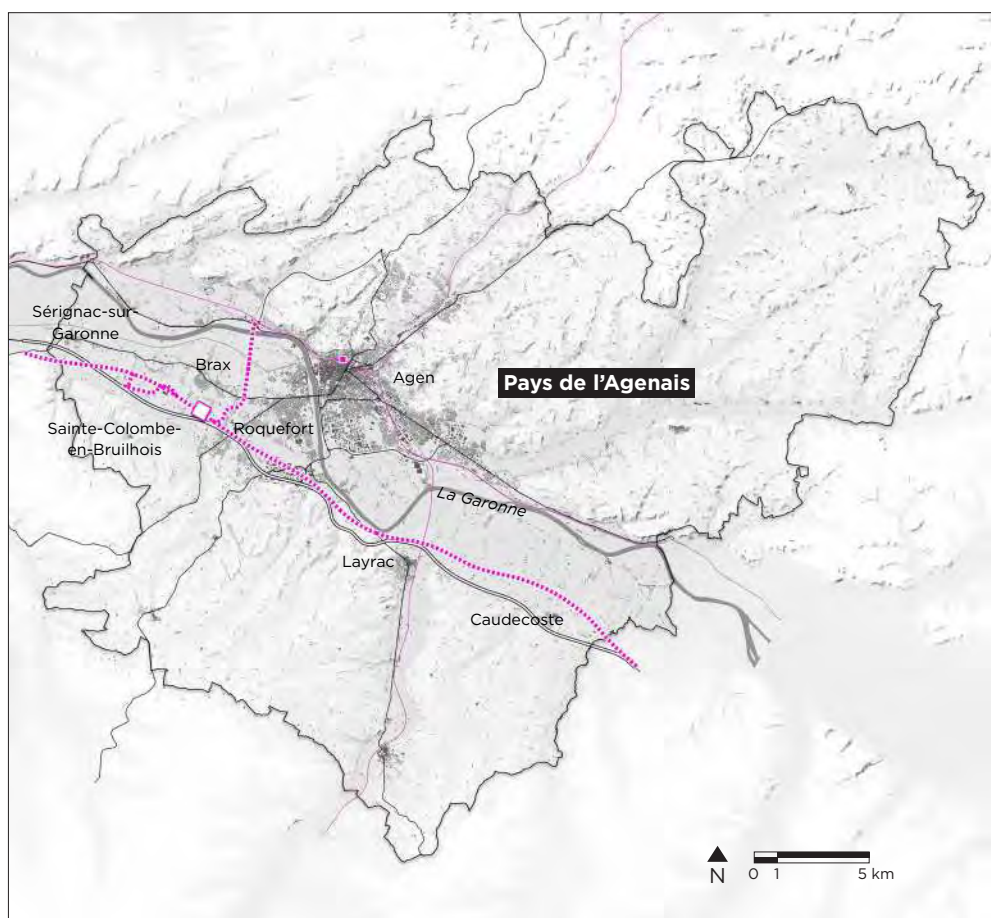 Sérignac-sur-
Garonne
Brax
Agen
Pays de l’Agenais
Sainte-Colombe-
en-Bruilhois
Roquefort
La Garonne
Layrac
Caudecoste
N
0 1 5 km